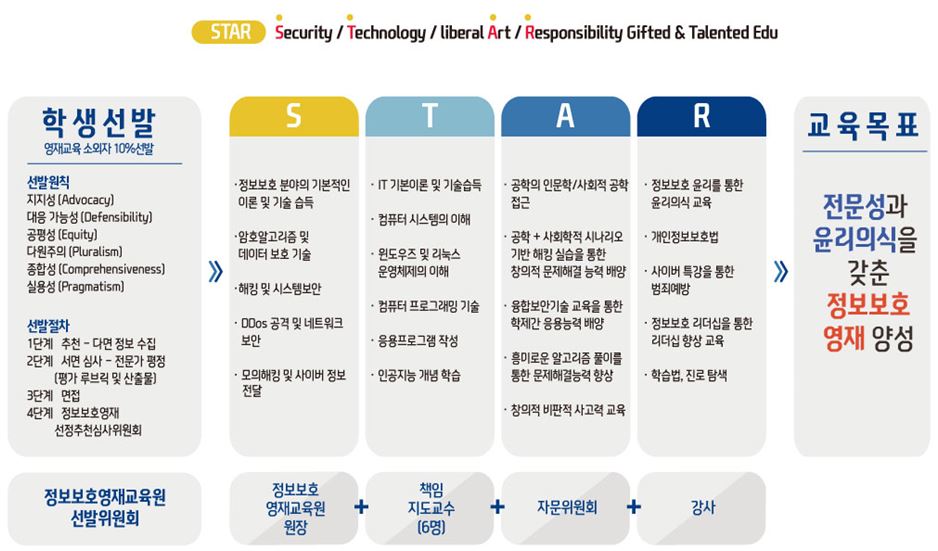 STAR Security / Technology / liberal Art / Responsibility Gifted & Talented Edu
학생선발
영재교육 소외자 10%선발
선발원칙
지지성 (Advocacy)
대응 가능성 (Defensibility)
공평성 (Equity)
다원주의 (Pluralism)
종합성 (Comprehensiveness)
실용성 (Pragmatism)
선발절차
1단계 추천 - 다면 정보 수집
2단계 서면 심사 - 전문가 평정
(평가 루브릭 및 산출물)
3단계 면접
4단계 정보보호영재
선정추천심사위원회
정보보호영재교육원
선발위원회
S
· 정보보호 분야의 기본적인
이론 및 기술 습득
· 암호알고리즘 및
데이터 보호 기술
· 해킹 및 시스템보안
· DDos 공격 및 네트워크
보안
· 모의해킹 및 사이버 정보
전달
T
· IT 기본이론 및 기술습득
· 컴퓨터 시스템의 이해
· 윈도우즈 및 리눅스
운영체제의 이해
· 컴퓨터 프로그래밍 기술
· 응용프로그램 작성
· 인공지능 개념 학습
A
· 공학의 인문학/사회적 공학
접근
· 공학 + 사회학적 시나리오
기반 해킹 실습을 통한
창의적 문제해결 능력 배양
· 융합보안기술 교육을 통한
학제간 응용능력 배양
· 흥미로운 알고리즘 풀이를
통한 문제해결능력 향상
· 창의적 비판적 사고력 교육
R
· 정보보호 윤리를 통한
윤리의식 교육
· 개인정보보호법
· 사이버 특강을 통한
범죄예방
· 정보보호 리더십을 통한
리더십 향상 교육
· 학습법, 진로 탐색
정보보호
영재교육원
원장
+
책임
지도교수
(6명)
+
자문위원회
+
강사
교육목표
전문성과
윤리의식을
갖춘
정보보호
영재 양성